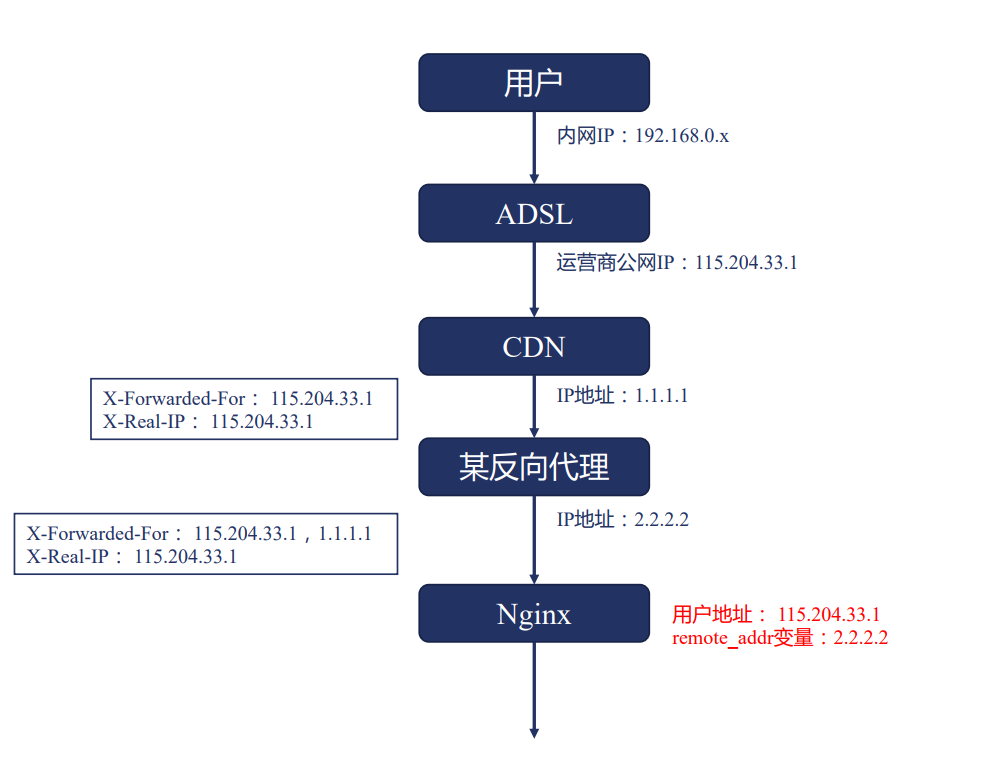 用户
内网IP：192.168.0.x
ADSL
运营商公网IP：115.204.33.1
CDN
IP地址：1.1.1.1
X-Forwarded-For： 115.204.33.1
X-Real-IP： 115.204.33.1
某反向代理
IP地址：2.2.2.2
X-Forwarded-For： 115.204.33.1，1.1.1.1
X-Real-IP： 115.204.33.1
Nginx
用户地址： 115.204.33.1
remote_addr变量：2.2.2.2